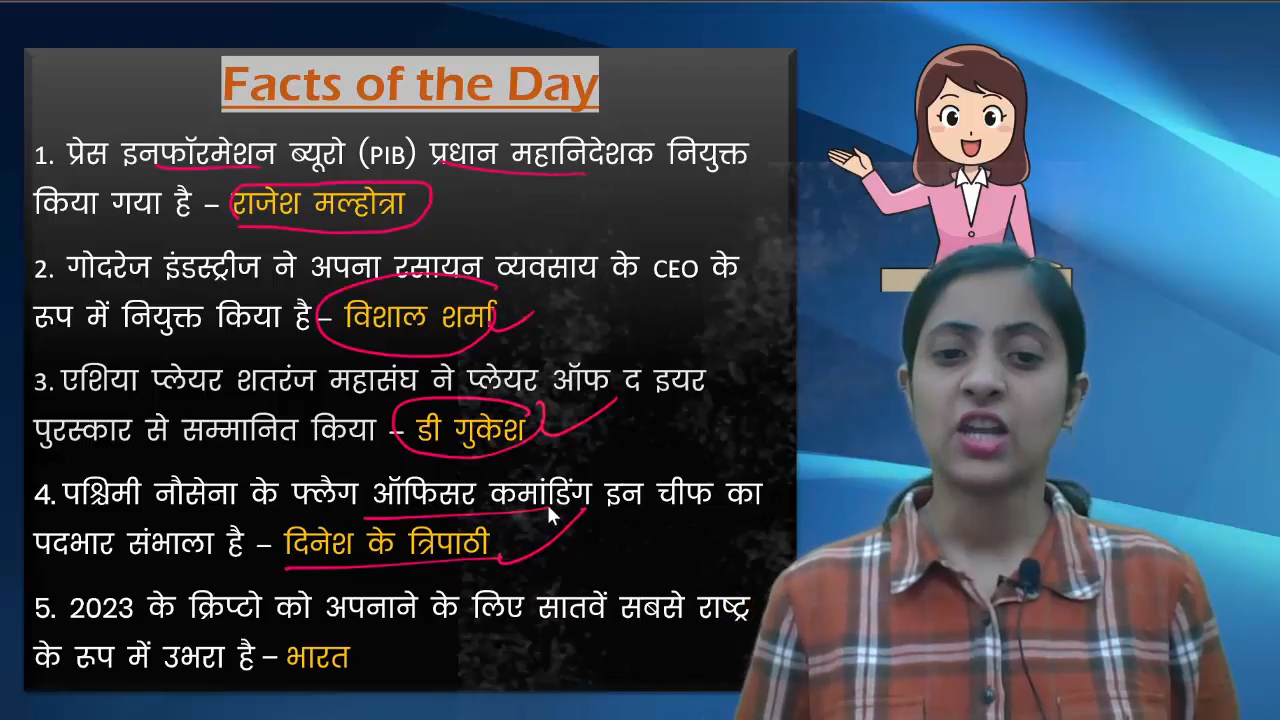 Facts of the Day
1. प्रेस इनफॉरमेशन ब्यूरो (PIB) प्रधान महानिदेशक नियुक्त
किया गया है – राजेश मल्होत्रा
2. गोदरेज इंडस्ट्रीज ने अपना रसायन व्यवसाय के CEO के
रूप में नियुक्त किया है – विशाल शर्मा
3. एशिया प्लेयर शतरंज महासंघ ने प्लेयर ऑफ द इयर
पुरस्कार से सम्मानित किया – डी गुकेश
4. पश्चिमी नौसेना के फ्लैग ऑफिसर कमांडिंग इन चीफ का
पदभार संभाला है – दिनेश के त्रिपाठी
5. 2023 के क्रिप्टो को अपनाने के लिए सातवें सबसे राष्ट्र
के रूप में उभरा है – भारत